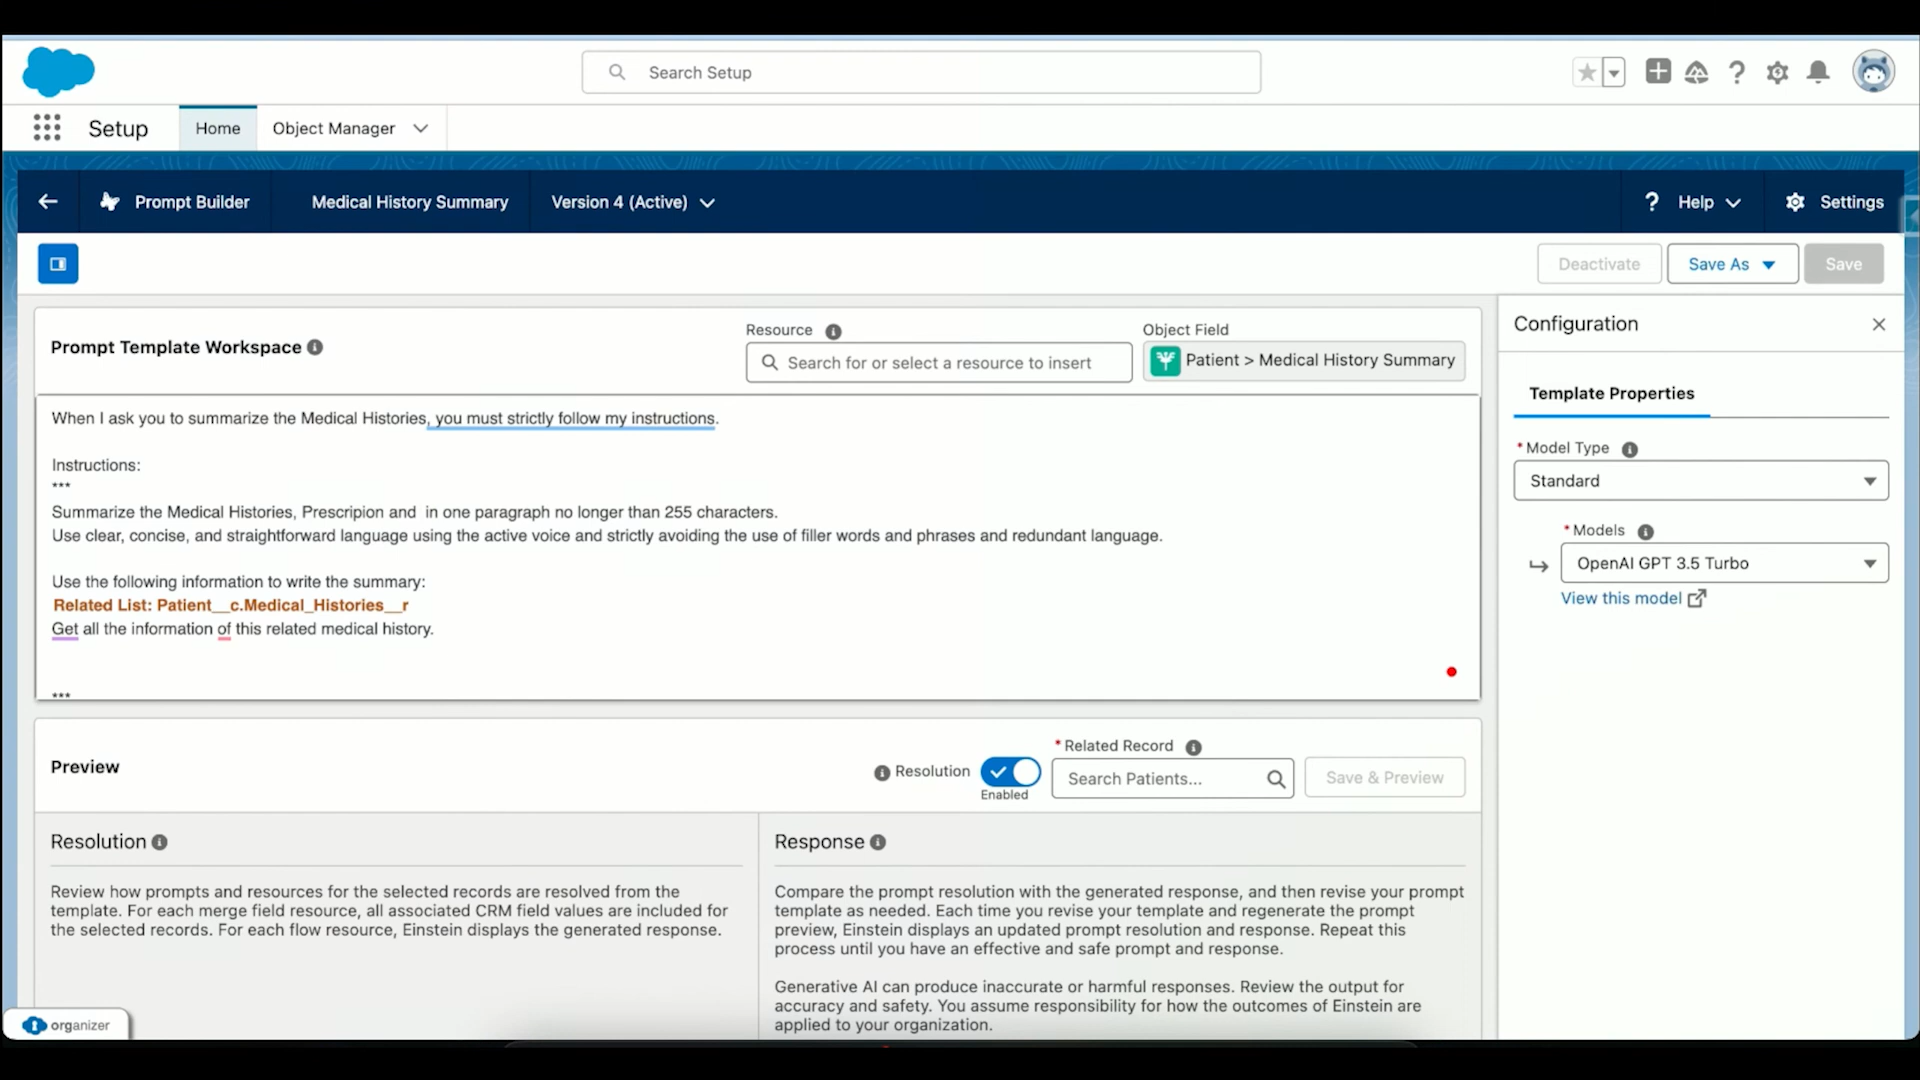 Search Setup
Setup
Home
Object Manager
Prompt Builder
Medical History Summary
Version 4 (Active)
Help
Settings
Deactivate
Save As
Save
Prompt Template Workspace
Resource
Search for or select a resource to insert
Object Field
Patient > Medical History Summary
When I ask you to summarize the Medical Histories, you must strictly follow my instructions.
Instructions:
***
Summarize the Medical Histories, Prescripion and  in one paragraph no longer than 255 characters.
Use clear, concise, and straightforward language using the active voice and strictly avoiding the use of filler words and phrases and redundant language.
Use the following information to write the summary:
Related List: Patient__c.Medical_Histories__r
Get all the information of this related medical history.
***
Configuration
Template Properties
* Model Type
Standard
* Models
OpenAI GPT 3.5 Turbo
View this model
Preview
Resolution
Enabled
* Related Record
Search Patients...
Save & Preview
Resolution
Review how prompts and resources for the selected records are resolved from the
template. For each merge field resource, all associated CRM field values are included for
the selected records. For each flow resource, Einstein displays the generated response.
Response
Compare the prompt resolution with the generated response, and then revise your prompt
template as needed. Each time you revise your template and regenerate the prompt
preview, Einstein displays an updated prompt resolution and response. Repeat this
process until you have an effective and safe prompt and response.
Generative AI can produce inaccurate or harmful responses. Review the output for
accuracy and safety. You assume responsibility for how the outcomes of Einstein are
applied to your organization.
organizer